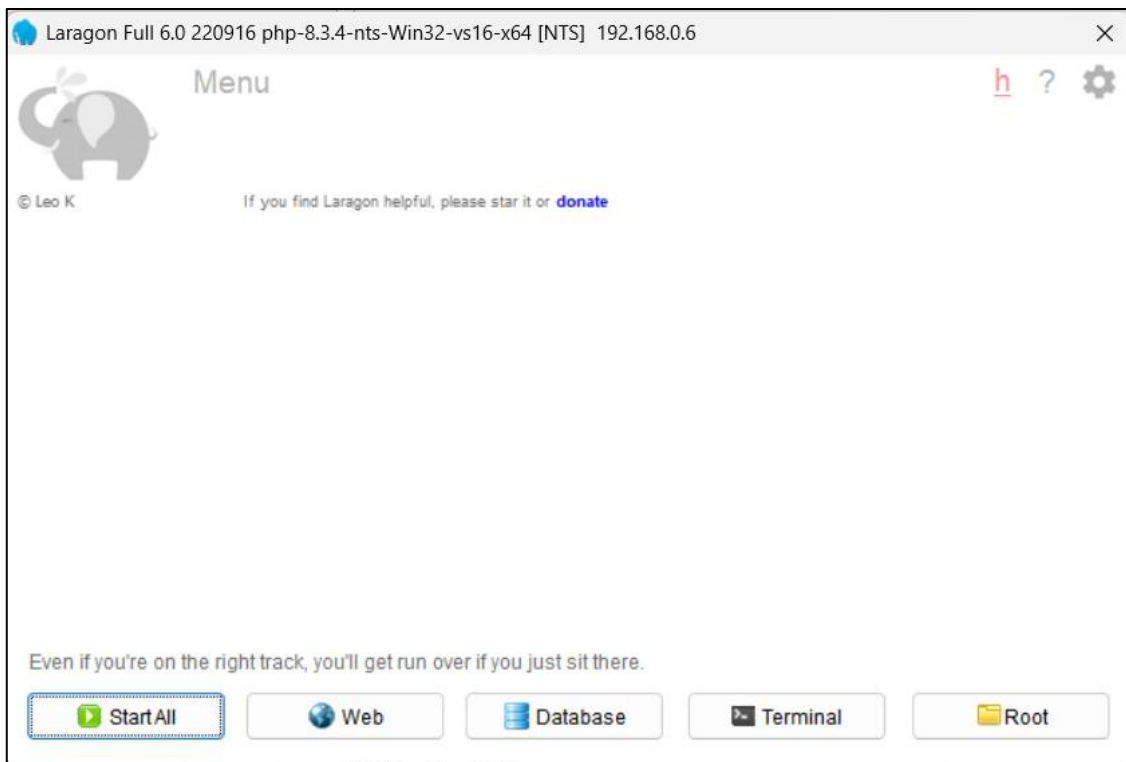 Laragon Full 6.0 220916 php-8.3.4-nts-Win32-vs16-x64 [NTS] 192.168.0.6
Menu
h ?
© Leo K
If you find Laragon helpful, please star it or donate
Even if you're on the right track, you'll get run over if you just sit there.
Start All
Web
Database
Terminal
Root